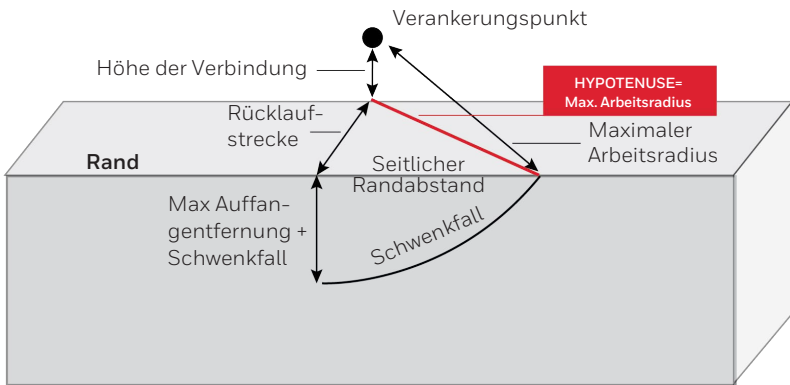 Verankerungspunkt
Höhe der Verbindung
HYPOTENUSE=
Max. Arbeitsradius
Rücklauf-
strecke
Maximaler
Arbeitsradius
Rand
Seitlicher
Randabstand
Max Auffan-
gentfernung +
Schwenkfall
Schwenkfall